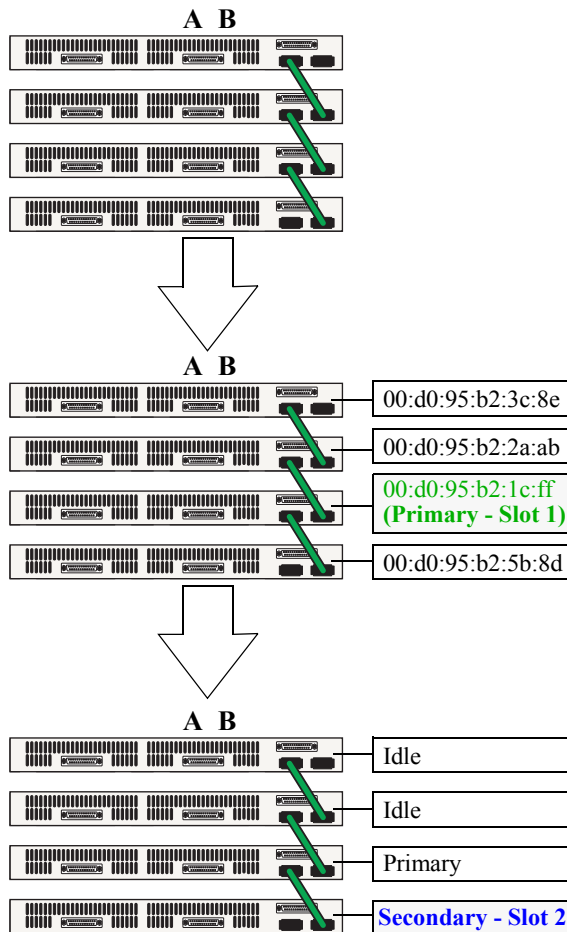 A B
A B
00:d0:95:b2:3c:8e
00:d0:95:b2:2a:ab
00:d0:95:b2:1c:ff
(Primary - Slot 1)
00:d0:95:b2:5b:8d
A B
Idle
Idle
Primary
Secondary - Slot 2